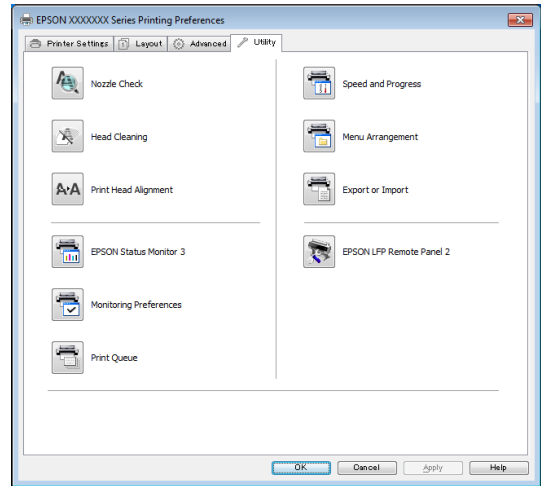 EPSON XXXXXXX Series Printing Preferences
Printer Settings Layout Advanced Utility
Nozzle Check
Speed and Progress
Head Cleaning
Menu Arrangement
A A Print Head Alignment
Export or Import
EPSON Status Monitor 3
EPSON LFP Remote Panel 2
Monitoring Preferences
Print Queue
OK Cancel Apply Help